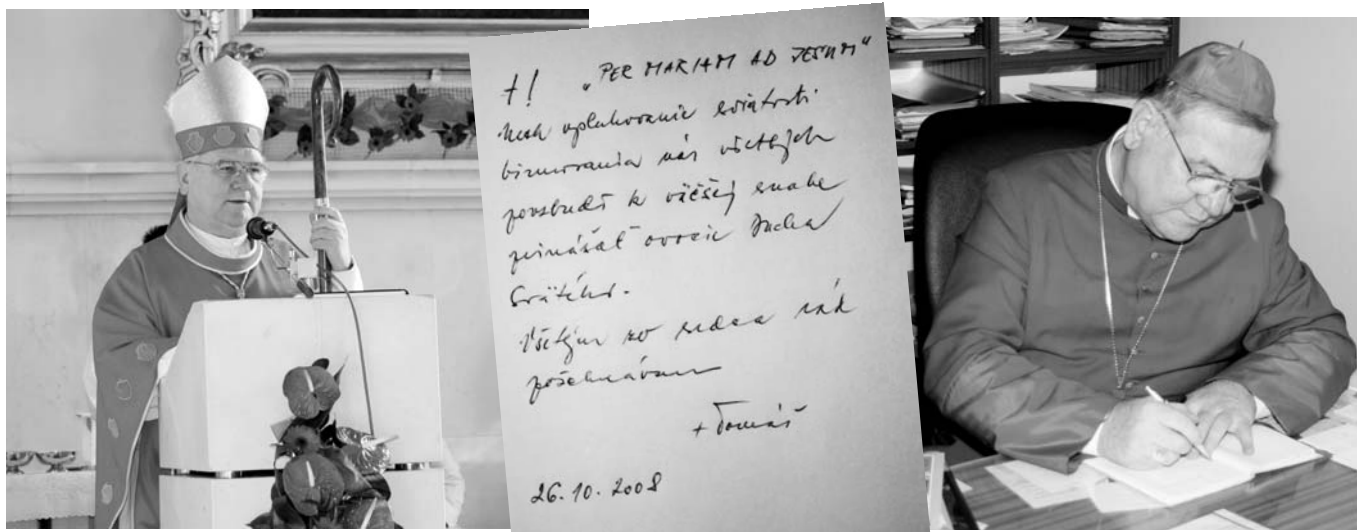 +! „PER MARIAM AD JESUM“
Nech vysluhovanie sviatosti
birmovania nás všetkých
povzbudí k väčšej snahe
prinášať ovocie Ducha
Svätého.
Všetkým zo srdca rád
požehnávam
+ Tomáš
26.10.2008